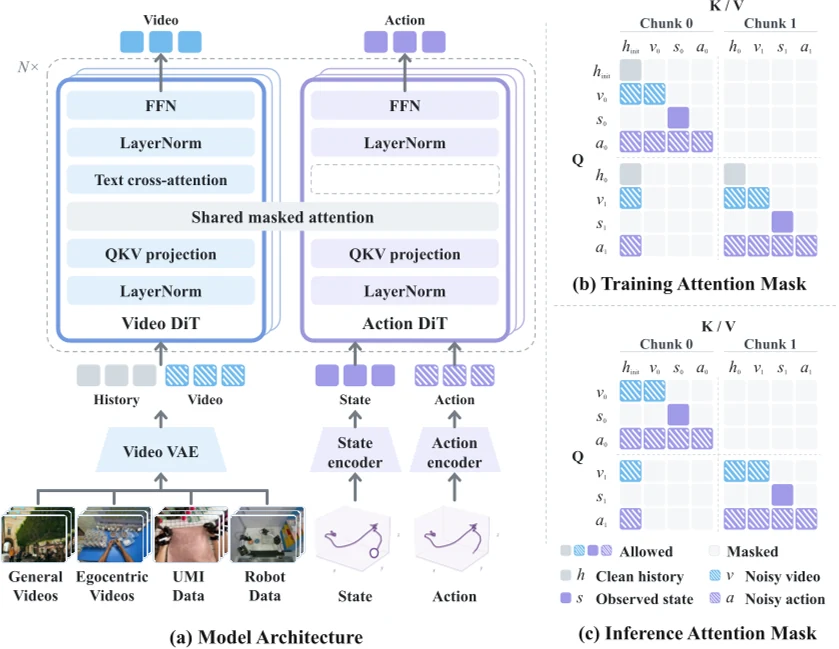 Video
Action
N×
FFN
LayerNorm
Text cross-attention
Shared masked attention
QKV projection
LayerNorm
Video DiT
FFN
LayerNorm
QKV projection
LayerNorm
Action DiT
History
Video
State
Action
Video VAE
State
encoder
Action
encoder
General
Videos
Egocentric
Videos
UMI
Data
Robot
Data
State
Action
(a) Model Architecture
K / V
Chunk 0
Chunk 1
h_init v_0 s_0 a_0 h_0 v_1 s_1 a_1
h_init
v_0
s_0
a_0
Q
h_0
v_1
s_1
a_1
(b) Training Attention Mask
K / V
Chunk 0
Chunk 1
h_init v_0 s_0 a_0 h_0 v_1 s_1 a_1
v_0
s_0
a_0
Q
v_1
s_1
a_1
Allowed
Masked
h Clean history
v Noisy video
s Observed state
a Noisy action
(c) Inference Attention Mask